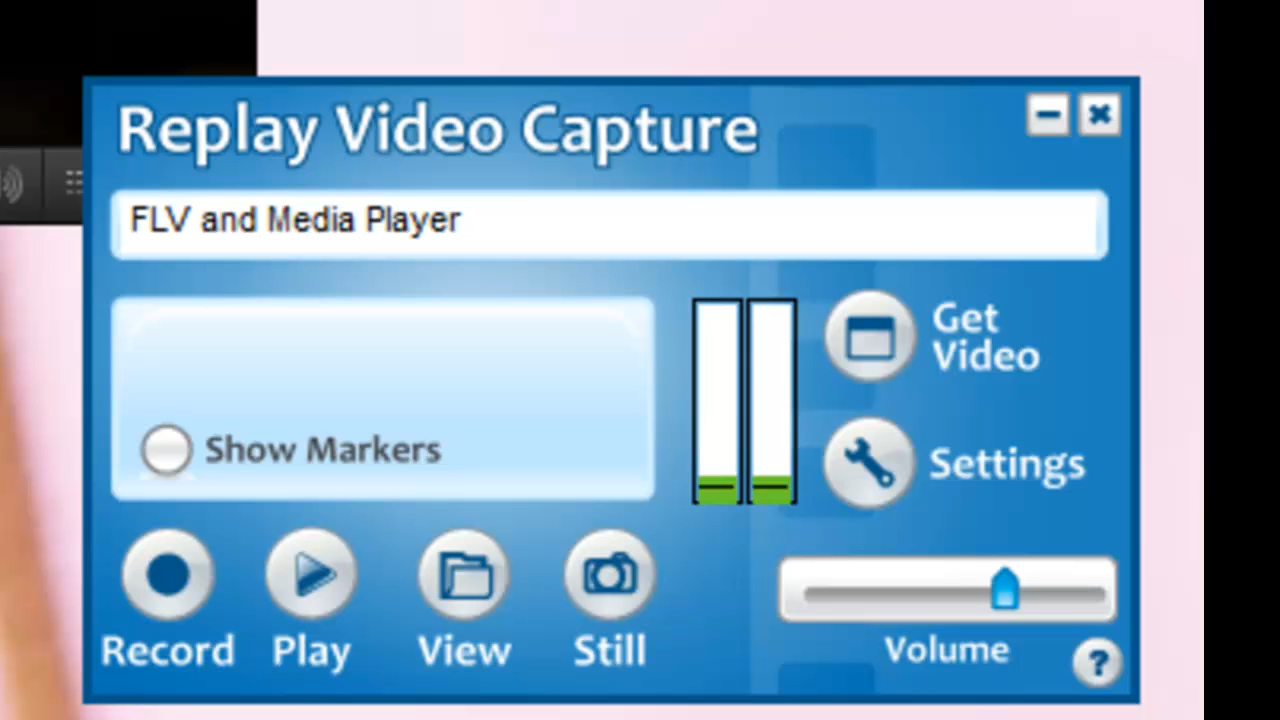 Replay Video Capture
FLV and Media Player
Get
Video
Show Markers
Settings
Record
Play
View
Still
Volume
?